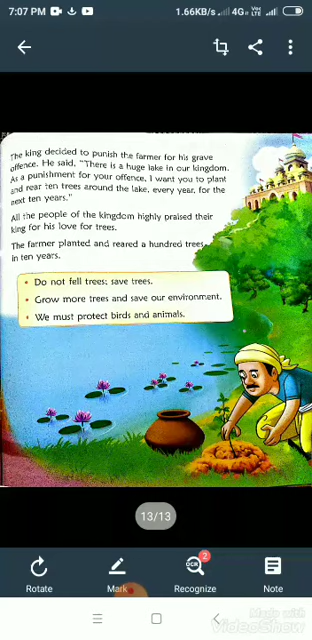 7:07 PM
1.66KB/s 4G VoLTE
The king decided to punish the farmer for his grave
offence. He said, "There is a huge lake in our kingdom.
As a punishment for your offence, I want you to plant
and rear ten trees around the lake, every year, for the
next ten years."
All the people of the kingdom highly praised their
king for his love for trees.
The farmer planted and reared a hundred trees
in ten years.
• Do not fell trees; save trees.
• Grow more trees and save our environment.
• We must protect birds and animals.
13/13
OCR 2
Rotate Mark Recognize Note
Made with
VideoShow